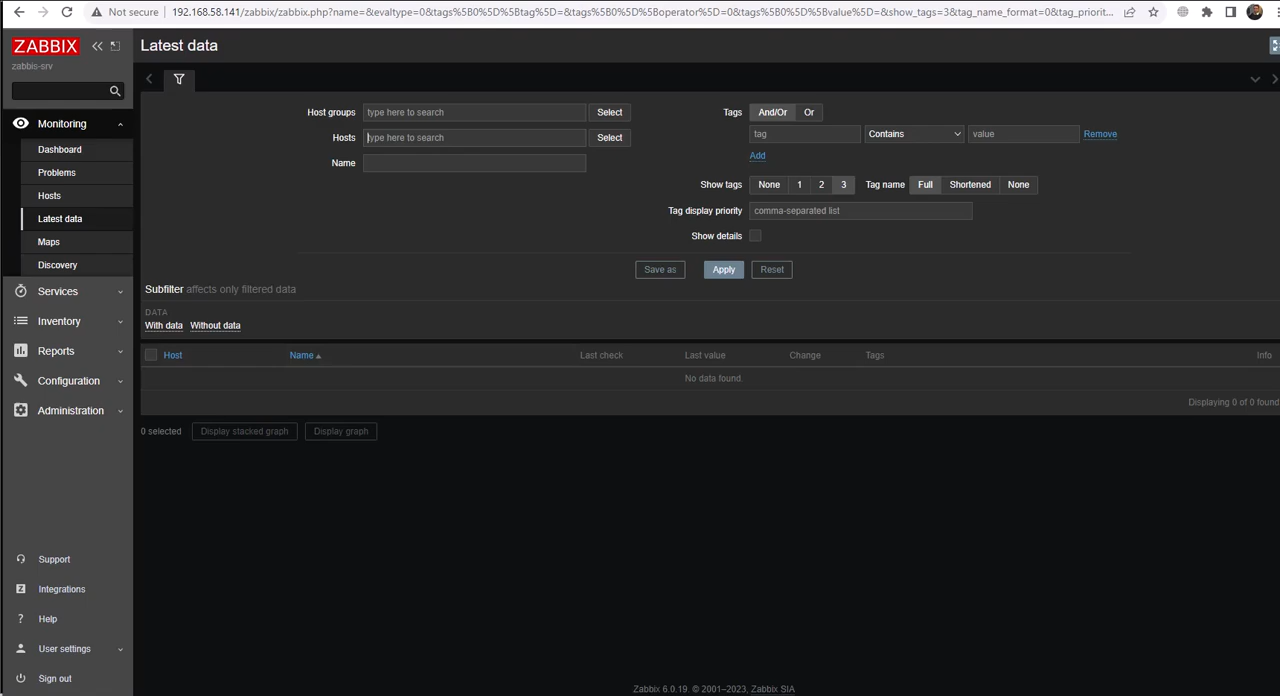 Not secure 192.168.58.141/zabbix/zabbix.php?name=&evaltype=0&tags%5B0%5D%5Btag%5D=&tags%5B0%5D%5Boperator%5D=0&tags%5B0%5D%5Bvalue%5D=&show_tags=3&tag_name_format=0&tag_priorit...
ZABBIX
zabbis-srv
Monitoring
Dashboard
Problems
Hosts
Latest data
Maps
Discovery
Services
Inventory
Reports
Configuration
Administration
Support
Integrations
Help
User settings
Sign out
Latest data
Host groups type here to search Select
Hosts type here to search Select
Name
Tags And/Or Or
tag Contains value Remove
Add
Show tags None 1 2 3 Tag name Full Shortened None
Tag display priority comma-separated list
Show details
Save as Apply Reset
Subfilter affects only filtered data
DATA
With data Without data
Host Name Last check Last value Change Tags Info
No data found.
Displaying 0 of 0 found
0 selected Display stacked graph Display graph
Zabbix 6.0.19. © 2001–2023, Zabbix SIA